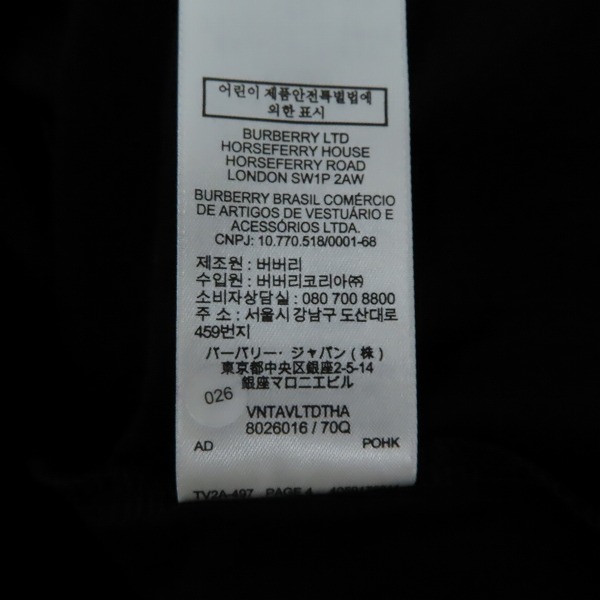 어린이 제품안전특별법에
의한 표시
BURBERRY LTD
HORSEFERRY HOUSE
HORSEFERRY ROAD
LONDON SW1P 2AW
BURBERRY BRASIL COMÉRCIO
DE ARTIGOS DE VESTUÁRIO E
ACESSÓRIOS LTDA.
CNPJ: 10.770.518/0001-68
제조원 : 버버리
수입원 : 버버리코리아㈜
소비자상담실 : 080 700 8800
주 소 : 서울시 강남구 도산대로
459번지
バーバリー・ジャパン(株)
東京都中央区銀座2-5-14
銀座マロニエビル
026
VNTAVLTDTHA
8026016 / 70Q
AD POHK
TV2A-497 PAGE 4